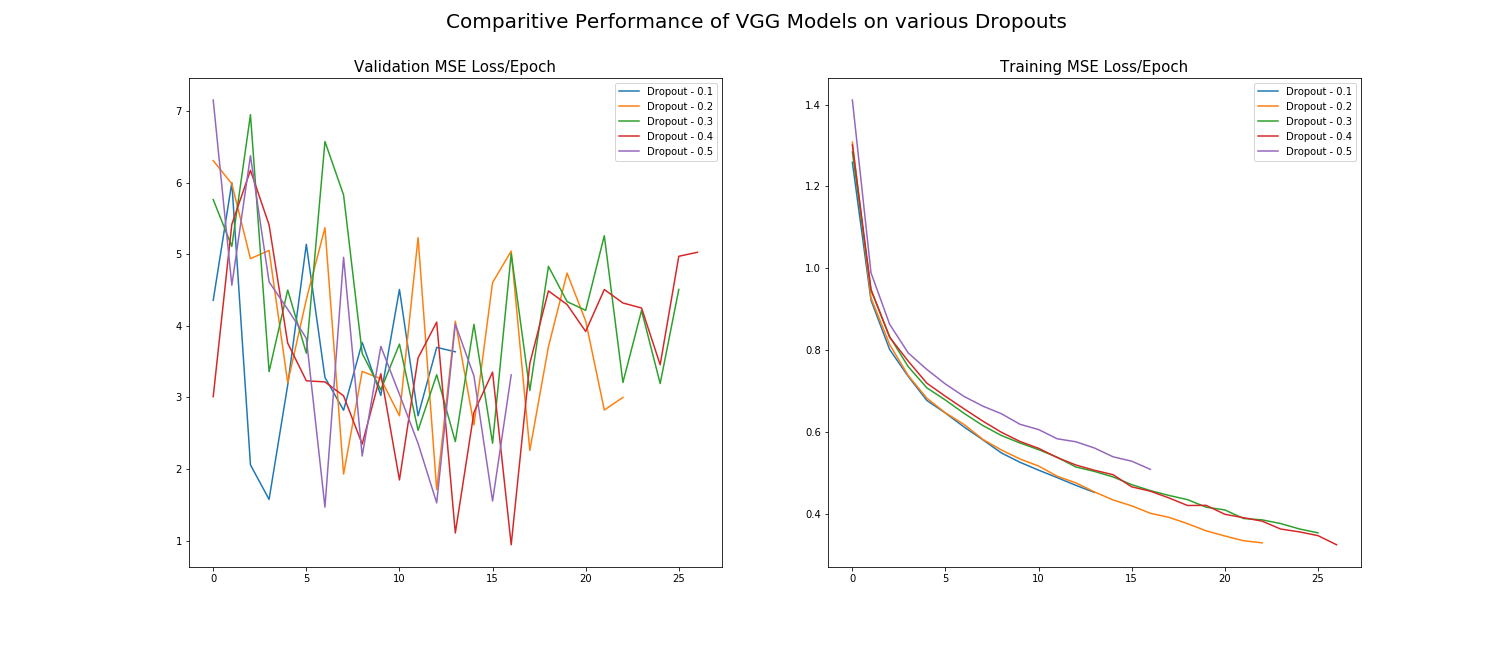 Comparitive Performance of VGG Models on various Dropouts
Validation MSE Loss/Epoch
7
6
5
4
3
2
1
0
5
10
15
20
25
Dropout - 0.1
Dropout - 0.2
Dropout - 0.3
Dropout - 0.4
Dropout - 0.5
Training MSE Loss/Epoch
1.4
1.2
1.0
0.8
0.6
0.4
0
5
10
15
20
25
Dropout - 0.1
Dropout - 0.2
Dropout - 0.3
Dropout - 0.4
Dropout - 0.5